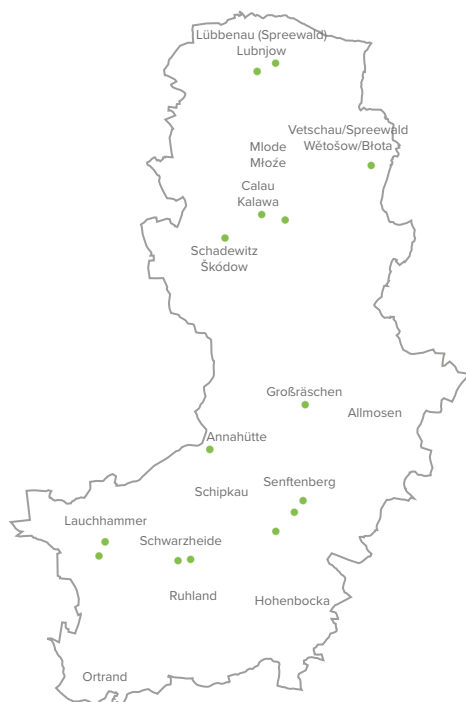 Lübbenau (Spreewald)
Lubnjow
Vetschau/Spreewald
Wětošow/Błota
Mlode
Młoźe
Calau
Kalawa
Schadewitz
Škódow
Großräschen
Allmosen
Annahütte
Schipkau
Senftenberg
Lauchhammer
Schwarzheide
Ruhland
Hohenbocka
Ortrand